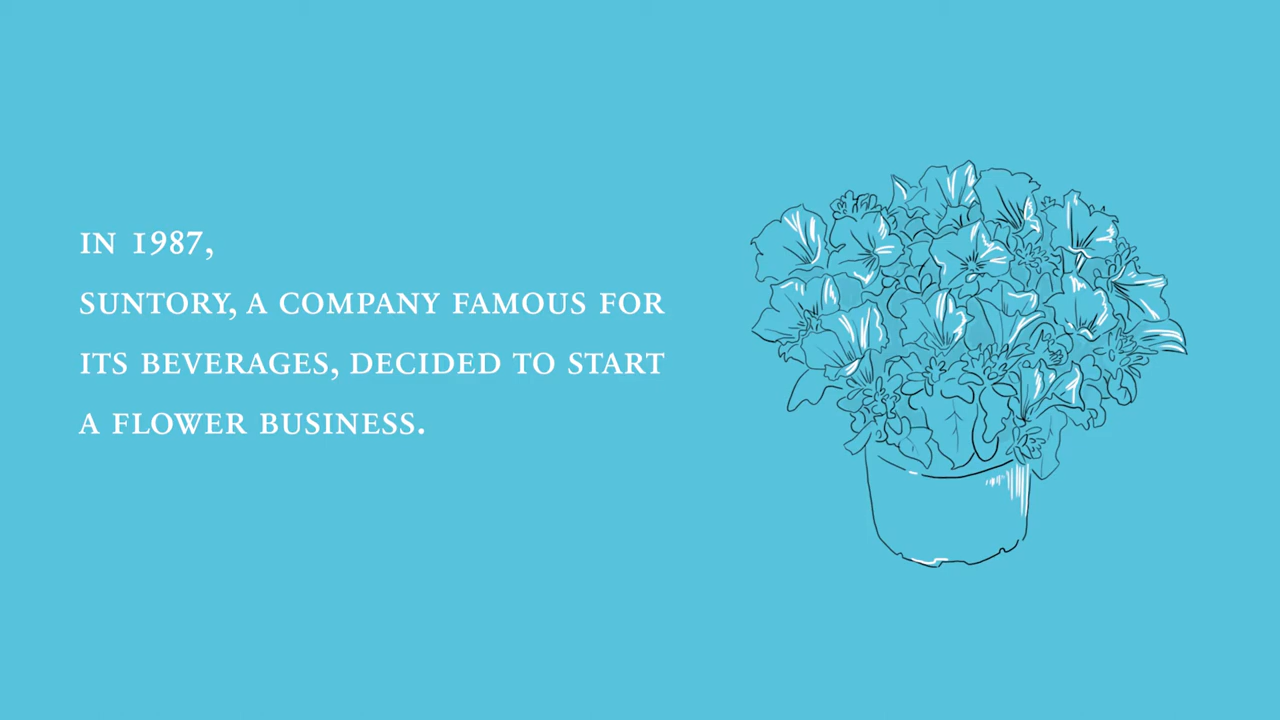 IN 1987,
SUNTORY, A COMPANY FAMOUS FOR
ITS BEVERAGES, DECIDED TO START
A FLOWER BUSINESS.